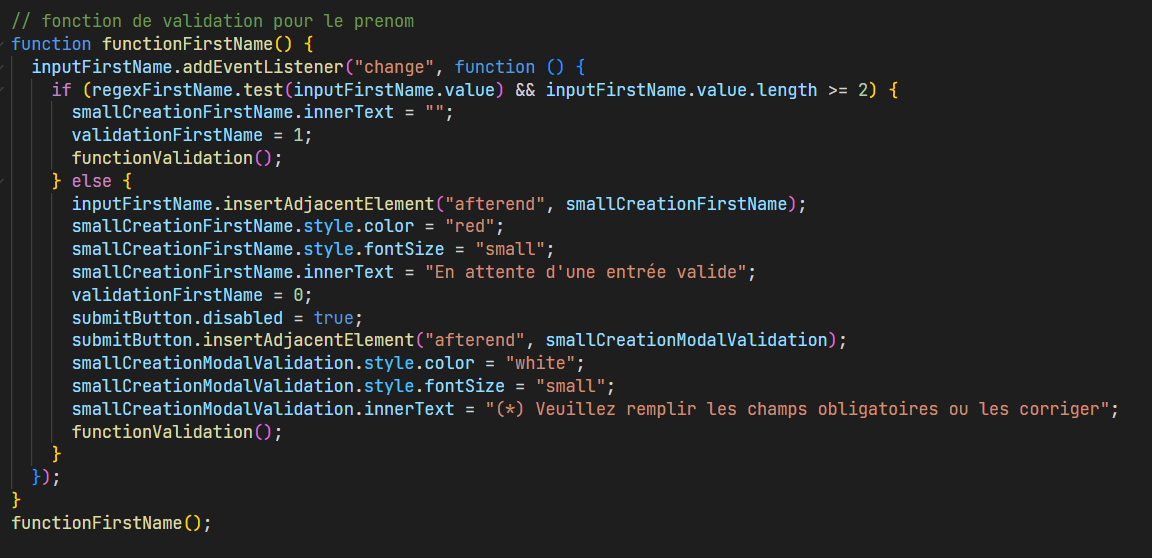 // fonction de validation pour le prenom
function functionFirstName() {
inputFirstName.addEventListener("change", function () {
if (regexFirstName.test(inputFirstName.value) && inputFirstName.value.length >= 2) {
smallCreationFirstName.innerText = "";
validationFirstName = 1;
functionValidation();
} else {
inputFirstName.insertAdjacentElement("afterend", smallCreationFirstName);
smallCreationFirstName.style.color = "red";
smallCreationFirstName.style.fontSize = "small";
smallCreationFirstName.innerText = "En attente d'une entrée valide";
validationFirstName = 0;
submitButton.disabled = true;
submitButton.insertAdjacentElement("afterend", smallCreationModalValidation);
smallCreationModalValidation.style.color = "white";
smallCreationModalValidation.style.fontSize = "small";
smallCreationModalValidation.innerText = "(*) Veuillez remplir les champs obligatoires ou les corriger";
functionValidation();
}
});
}
functionFirstName();